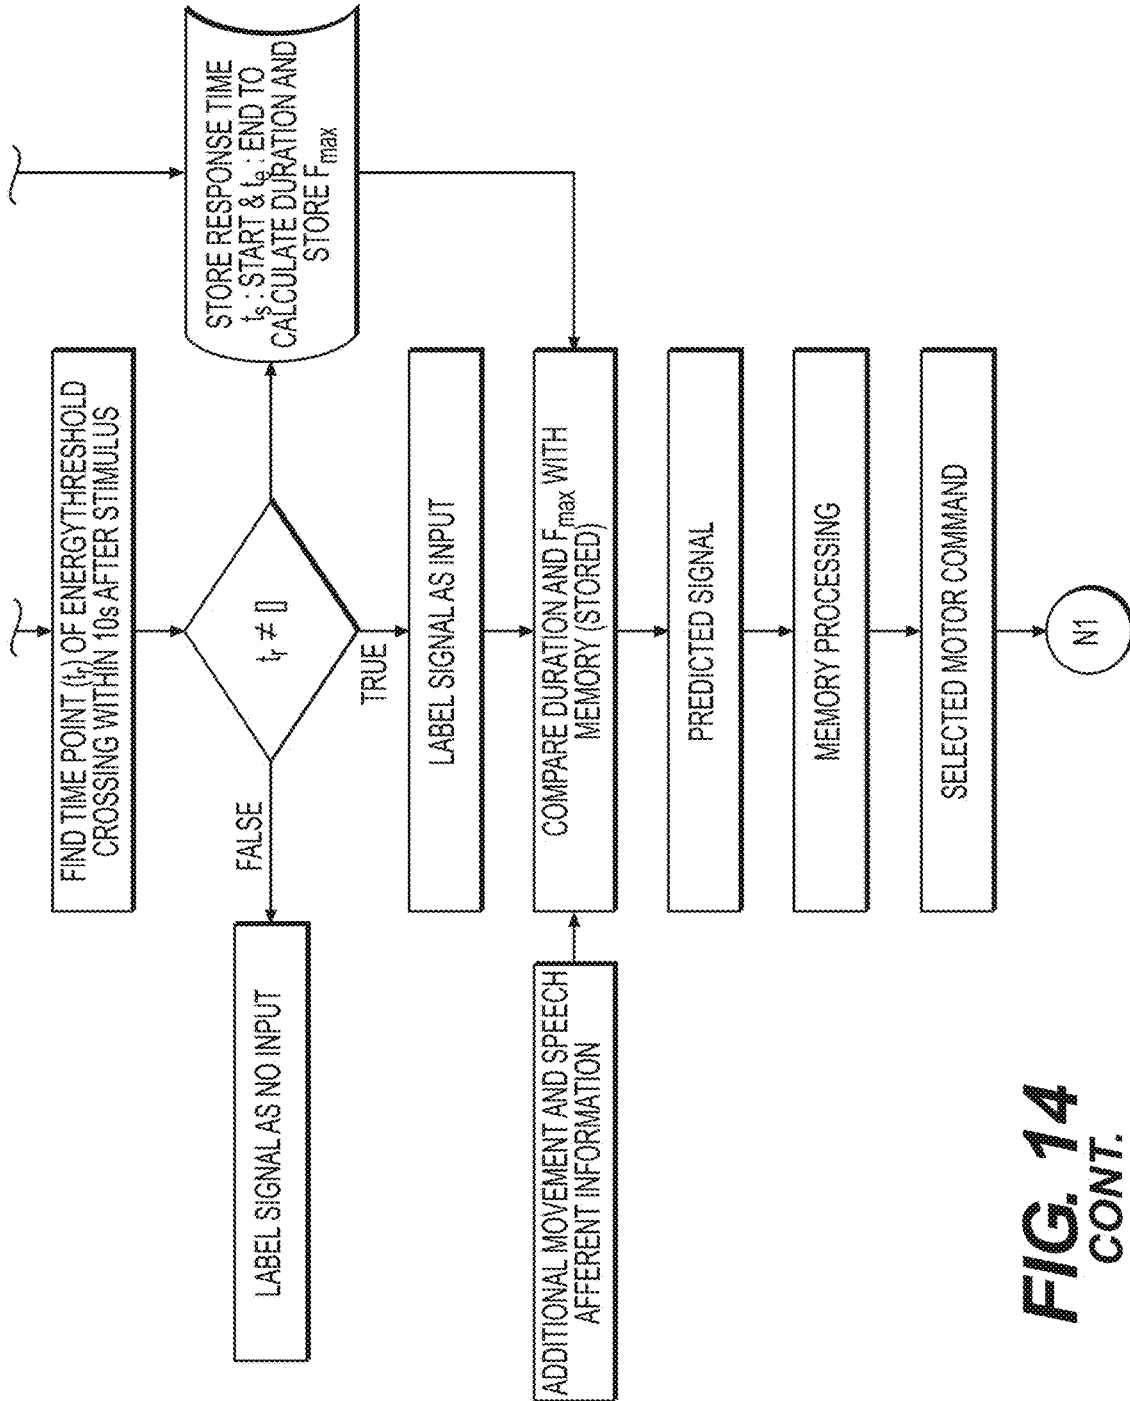 FIND TIME POINT (tr) OF ENERGYTHRESHOLD
CROSSING WITHIN 10s AFTER STIMULUS
tr ≠ []
FALSE
TRUE
LABEL SIGNAL AS NO INPUT
STORE RESPONSE TIME
ts : START & te : END TO
CALCULATE DURATION AND
STORE Fmax
LABEL SIGNAL AS INPUT
ADDITIONAL MOVEMENT AND SPEECH
AFFERENT INFORMATION
COMPARE DURATION AND Fmax WITH
MEMORY (STORED)
PREDICTED SIGNAL
MEMORY PROCESSING
SELECTED MOTOR COMMAND
N1
FIG. 14
CONT.